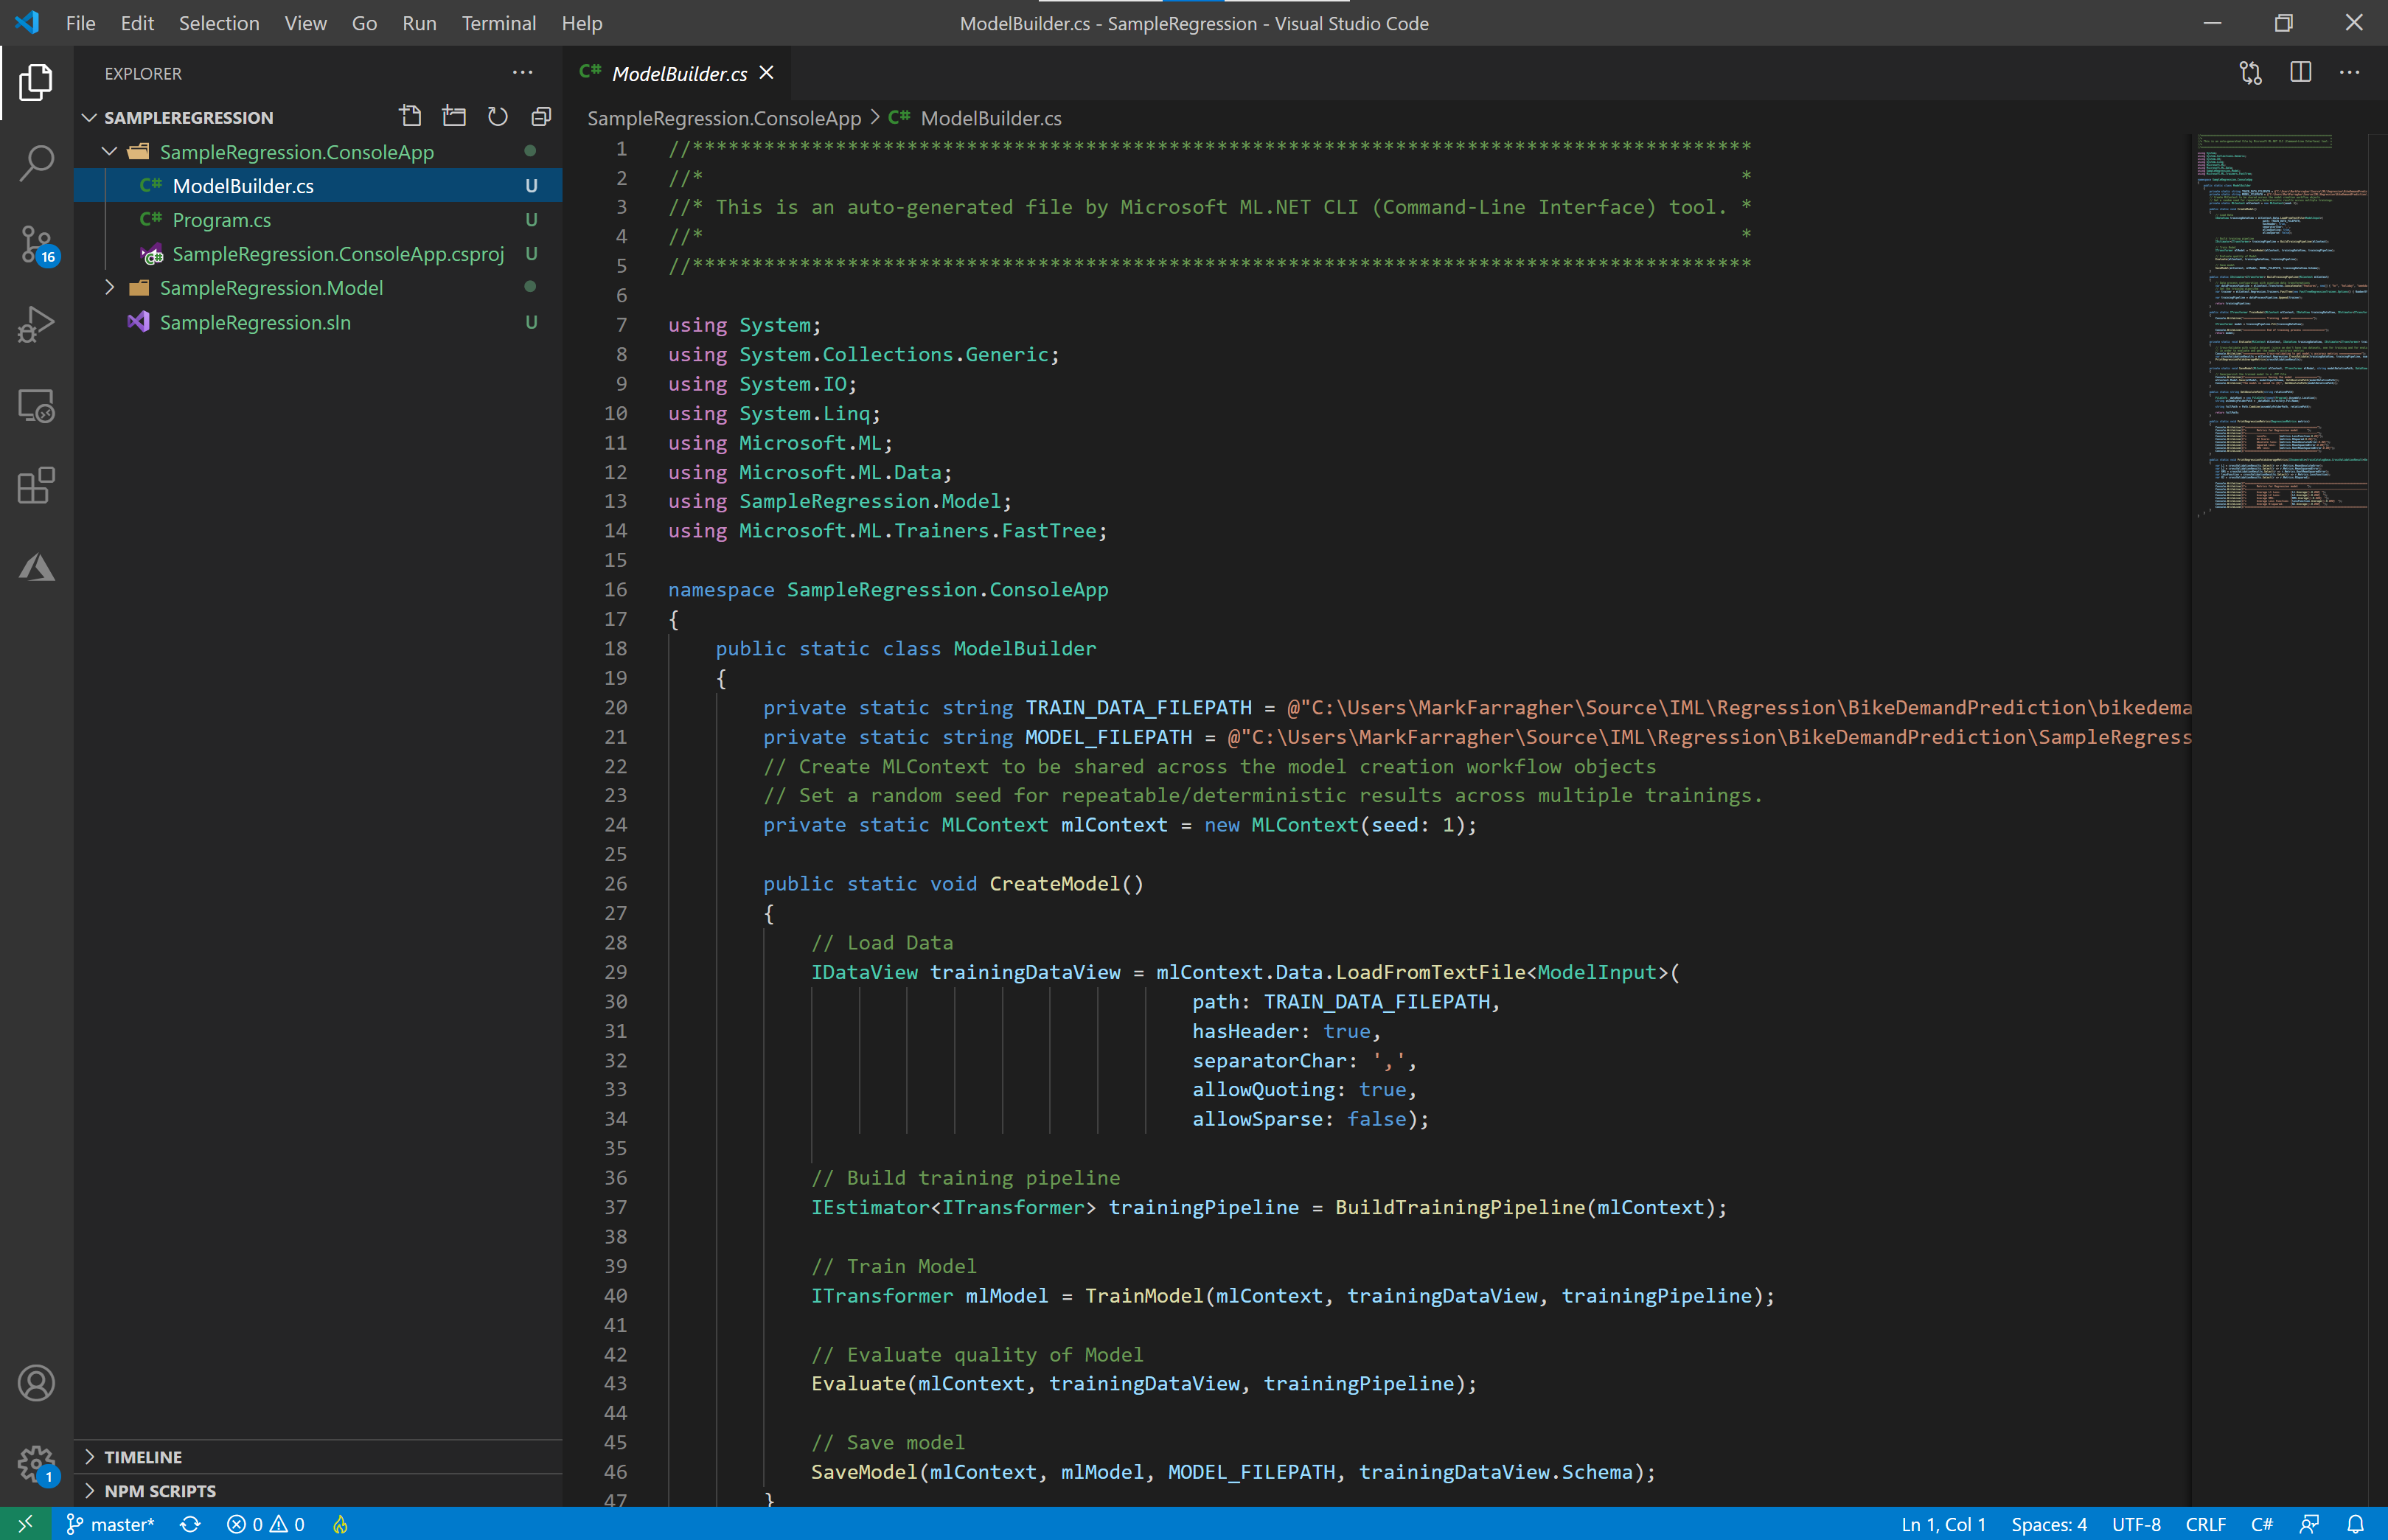 File Edit Selection View Go Run Terminal Help
ModelBuilder.cs - SampleRegression - Visual Studio Code
EXPLORER
SAMPLEREGRESSION
SampleRegression.ConsoleApp
ModelBuilder.cs U
Program.cs U
SampleRegression.ConsoleApp.csproj U
SampleRegression.Model
SampleRegression.sln U
16
TIMELINE
NPM SCRIPTS
1
C# ModelBuilder.cs
SampleRegression.ConsoleApp > C# ModelBuilder.cs
1 //*****************************************************************************************
2 //* *
3 //* This is an auto-generated file by Microsoft ML.NET CLI (Command-Line Interface) tool. *
4 //* *
5 //*****************************************************************************************
6
7 using System;
8 using System.Collections.Generic;
9 using System.IO;
10 using System.Linq;
11 using Microsoft.ML;
12 using Microsoft.ML.Data;
13 using SampleRegression.Model;
14 using Microsoft.ML.Trainers.FastTree;
15
16 namespace SampleRegression.ConsoleApp
17 {
18 public static class ModelBuilder
19 {
20 private static string TRAIN_DATA_FILEPATH = @"C:\Users\MarkFarragher\Source\IML\Regression\BikeDemandPrediction\bikedema
21 private static string MODEL_FILEPATH = @"C:\Users\MarkFarragher\Source\IML\Regression\BikeDemandPrediction\SampleRegress
22 // Create MLContext to be shared across the model creation workflow objects
23 // Set a random seed for repeatable/deterministic results across multiple trainings.
24 private static MLContext mlContext = new MLContext(seed: 1);
25
26 public static void CreateModel()
27 {
28 // Load Data
29 IDataView trainingDataView = mlContext.Data.LoadFromTextFile<ModelInput>(
30 path: TRAIN_DATA_FILEPATH,
31 hasHeader: true,
32 separatorChar: ',',
33 allowQuoting: true,
34 allowSparse: false);
35
36 // Build training pipeline
37 IEstimator<ITransformer> trainingPipeline = BuildTrainingPipeline(mlContext);
38
39 // Train Model
40 ITransformer mlModel = TrainModel(mlContext, trainingDataView, trainingPipeline);
41
42 // Evaluate quality of Model
43 Evaluate(mlContext, trainingDataView, trainingPipeline);
44
45 // Save model
46 SaveModel(mlContext, mlModel, MODEL_FILEPATH, trainingDataView.Schema);
47 }
master* 0 0
Ln 1, Col 1 Spaces: 4 UTF-8 CRLF C#